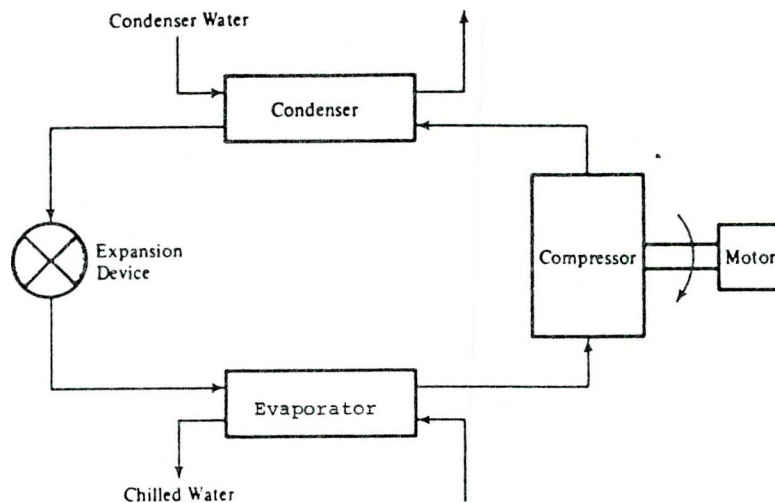 Condenser Water
Condenser
Expansion
Device
Compressor
Motor
Evaporator
Chilled Water